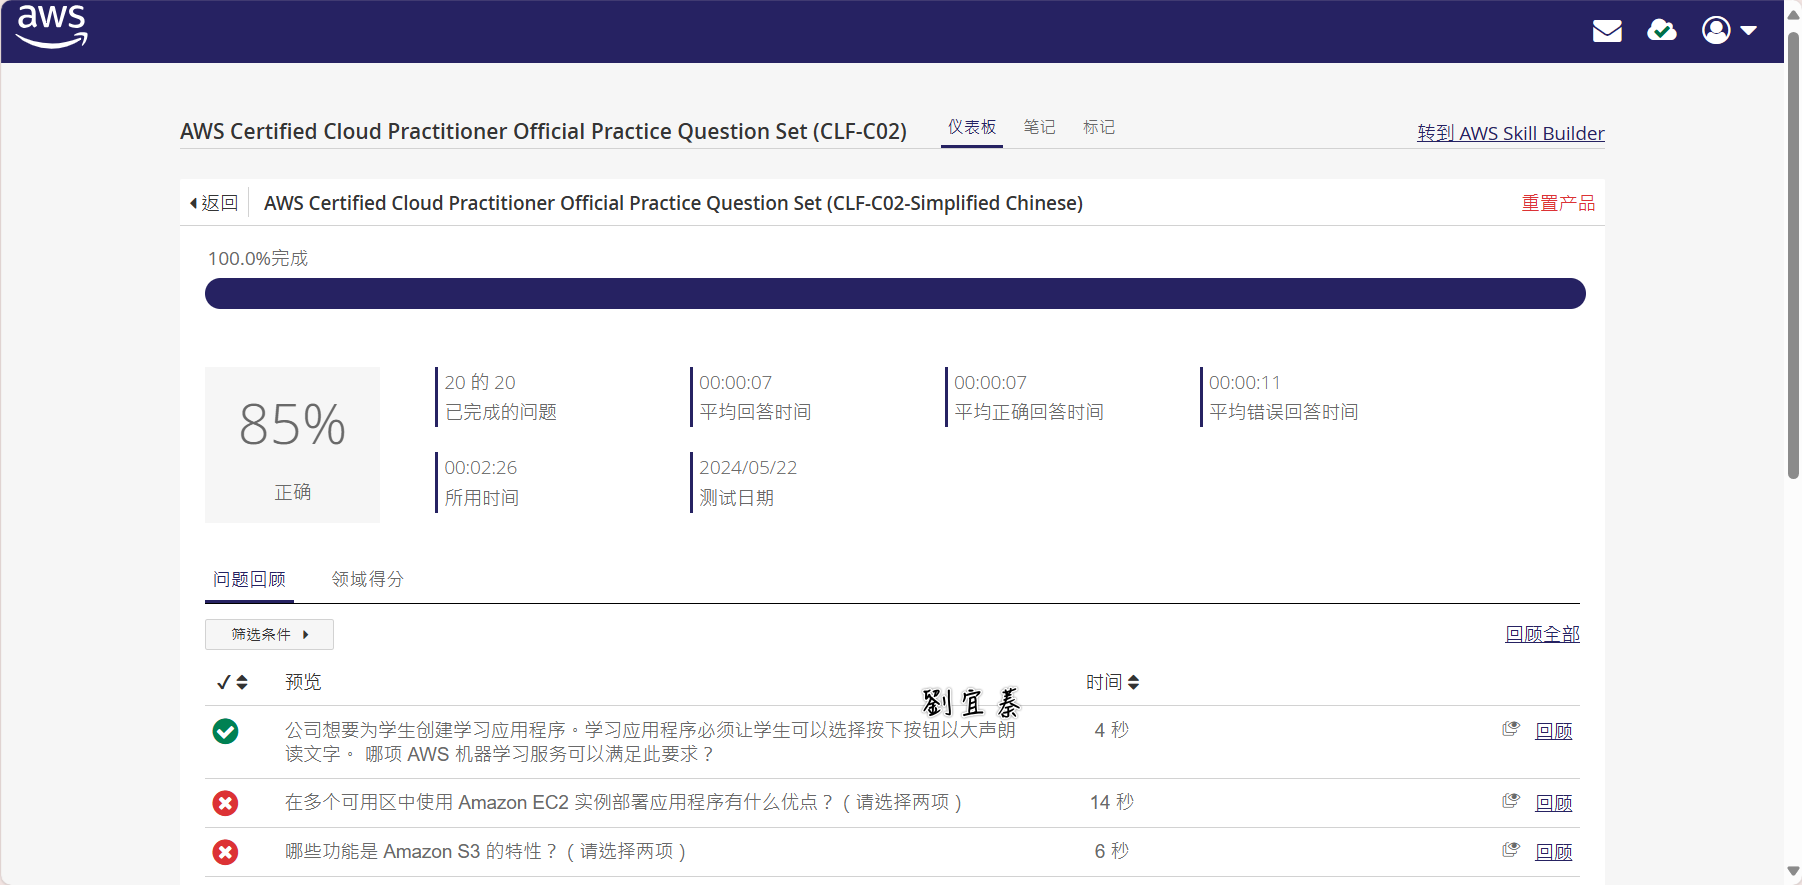 aws
AWS Certified Cloud Practitioner Official Practice Question Set (CLF-C02)
仪表板
笔记
标记
转到 AWS Skill Builder
返回
AWS Certified Cloud Practitioner Official Practice Question Set (CLF-C02-Simplified Chinese)
重置产品
100.0%完成
85%
正确
20 的 20
已完成的问题
00:00:07
平均回答时间
00:00:07
平均正确回答时间
00:00:11
平均错误回答时间
00:02:26
所用时间
2024/05/22
测试日期
问题回顾
领域得分
筛选条件
回顾全部
预览
时间
劉宜蓁
公司想要为学生创建学习应用程序。学习应用程序必须让学生可以选择按下按钮以大声朗
读文字。 哪项 AWS 机器学习服务可以满足此要求？
4 秒
回顾
在多个可用区中使用 Amazon EC2 实例部署应用程序有什么优点？（请选择两项）
14 秒
回顾
哪些功能是 Amazon S3 的特性？（请选择两项）
6 秒
回顾